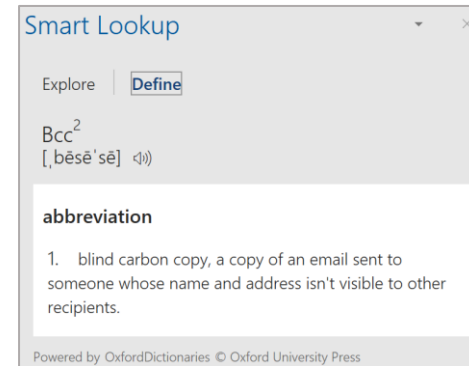 Smart Lookup
Explore Define
Bcc²
[ˌbēsēˈsē]
abbreviation
1. blind carbon copy, a copy of an email sent to
someone whose name and address isn't visible to other
recipients.
Powered by OxfordDictionaries © Oxford University Press